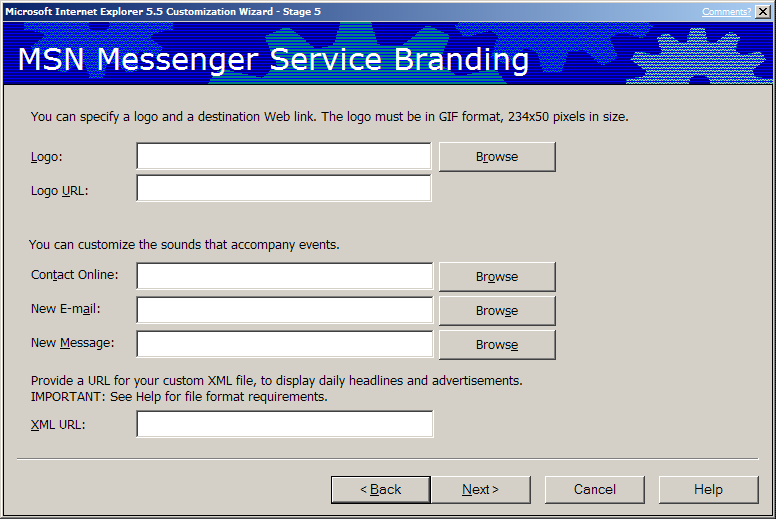 Microsoft Internet Explorer 5.5 Customization Wizard - Stage 5 Comments?
MSN Messenger Service Branding
You can specify a logo and a destination Web link. The logo must be in GIF format, 234x50 pixels in size.
Logo: Browse
Logo URL:
You can customize the sounds that accompany events.
Contact Online: Browse
New E-mail: Browse
New Message: Browse
Provide a URL for your custom XML file, to display daily headlines and advertisements.
IMPORTANT: See Help for file format requirements.
XML URL:
< Back Next > Cancel Help